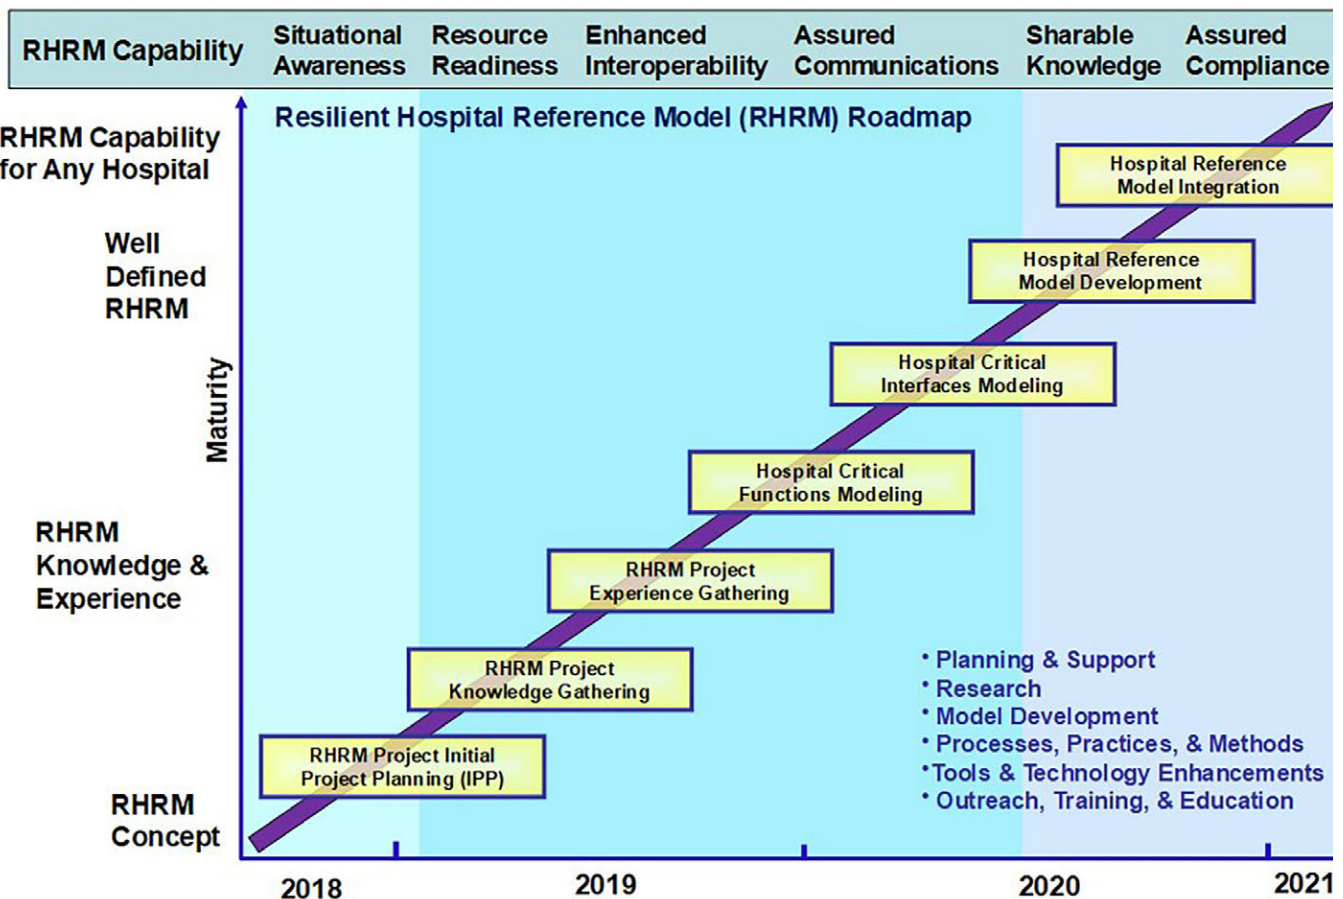 RHRM Capability
Situational
Awareness
Resource
Readiness
Enhanced
Interoperability
Assured
Communications
Sharable
Knowledge
Assured
Compliance
Resilient Hospital Reference Model (RHRM) Roadmap
RHRM Capability
for Any Hospital
Well
Defined
RHRM
Maturity
RHRM
Knowledge &
Experience
RHRM
Concept
Hospital Reference
Model Integration
Hospital Reference
Model Development
Hospital Critical
Interfaces Modeling
Hospital Critical
Functions Modeling
RHRM Project
Experience Gathering
RHRM Project
Knowledge Gathering
RHRM Project Initial
Project Planning (IPP)
• Planning & Support
• Research
• Model Development
• Processes, Practices, & Methods
• Tools & Technology Enhancements
• Outreach, Training, & Education
2018
2019
2020
2021